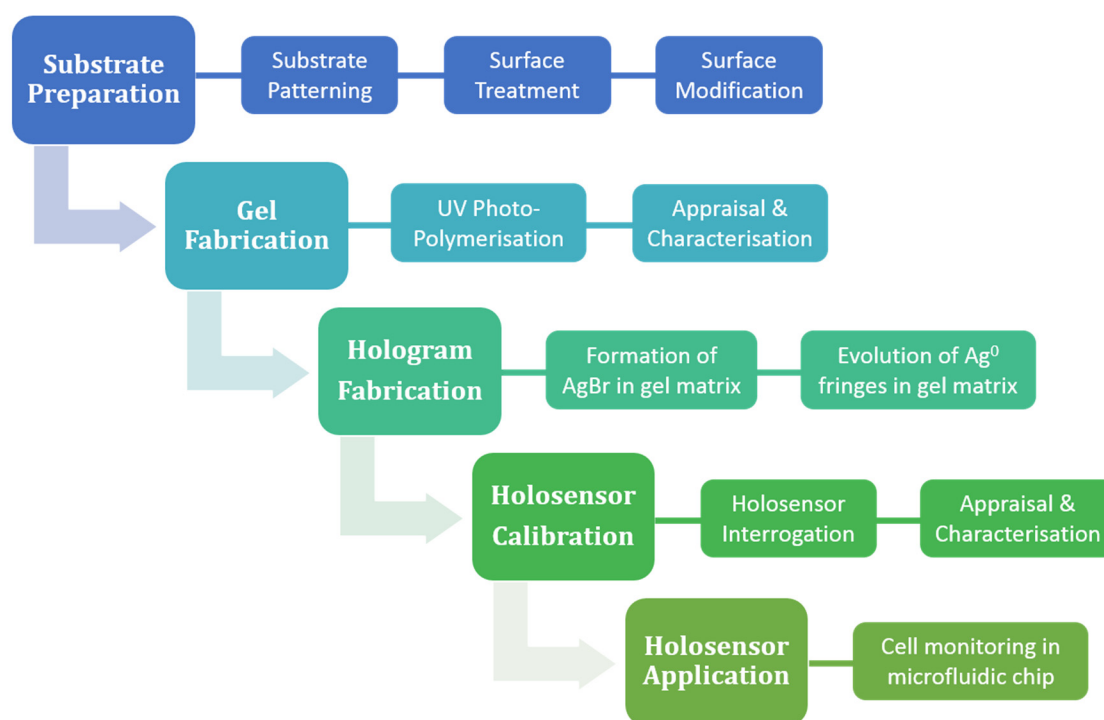 Substrate
Preparation
Substrate
Patterning
Surface
Treatment
Surface
Modification
Gel
Fabrication
UV Photo-
Polymerisation
Appraisal &
Characterisation
Hologram
Fabrication
Formation of
AgBr in gel matrix
Evolution of Ag⁰
fringes in gel matrix
Holosensor
Calibration
Holosensor
Interrogation
Appraisal &
Characterisation
Holosensor
Application
Cell monitoring in
microfluidic chip